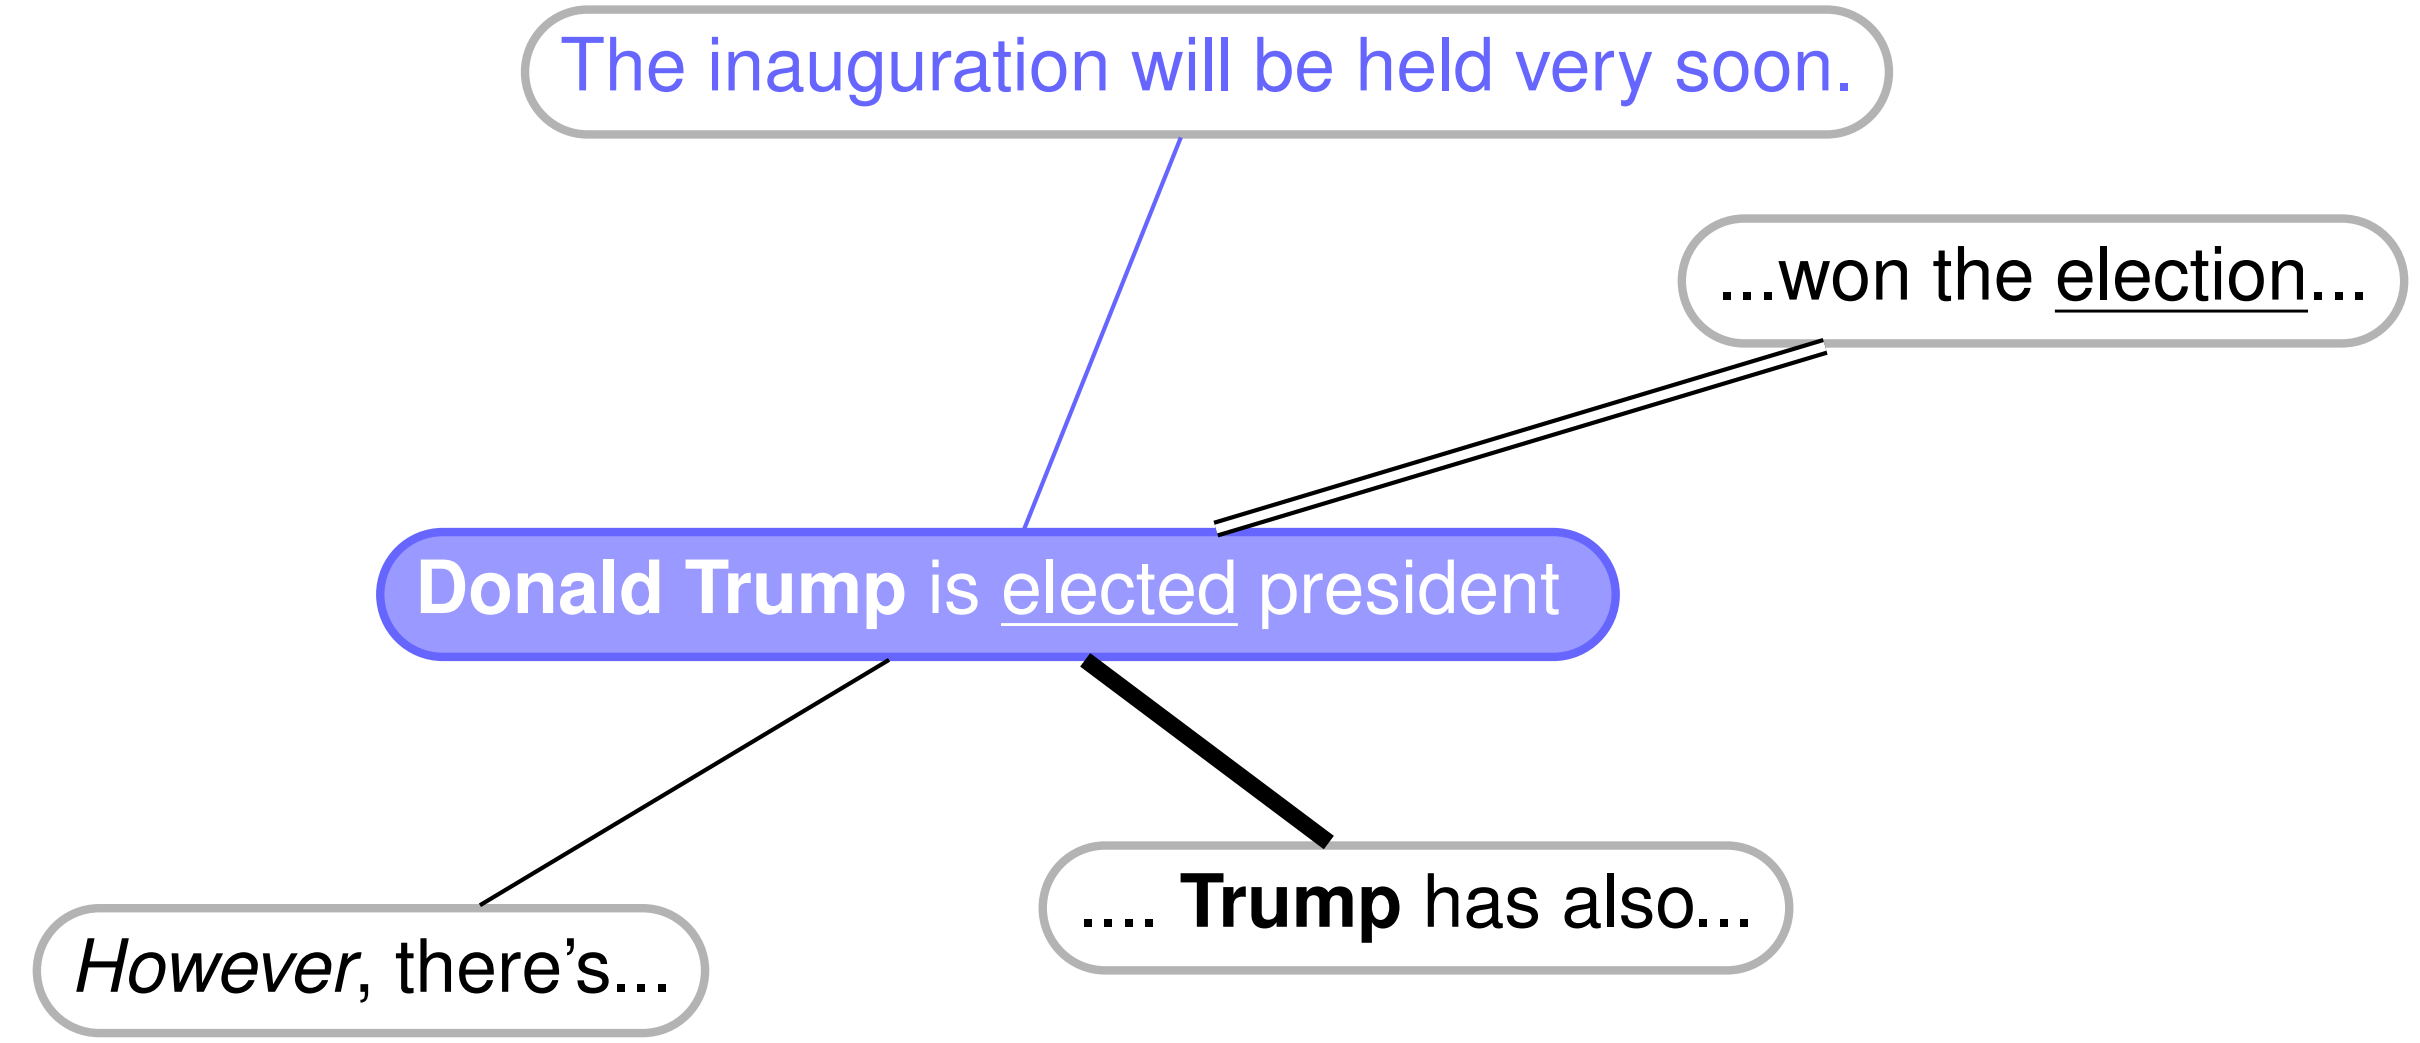 The inauguration will be held very soon.
...won the election...
Donald Trump is elected president
.... Trump has also...
However, there's...